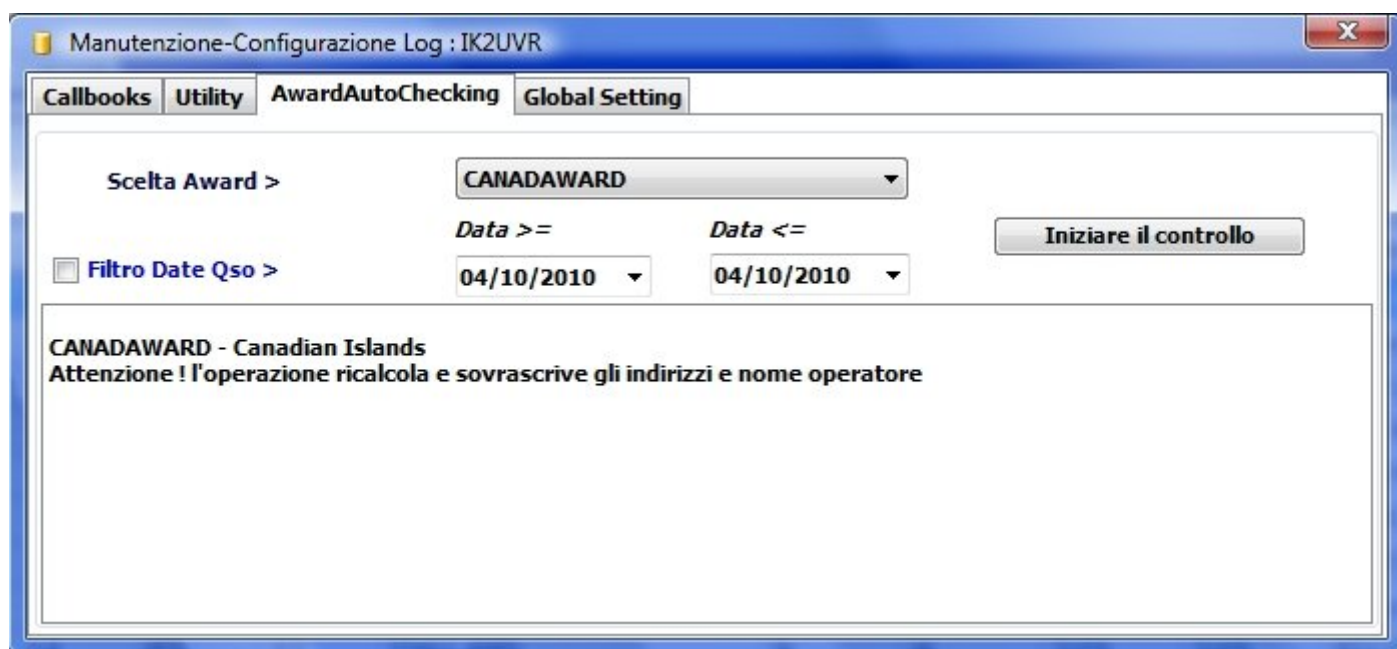 Manutenzione-Configurazione Log : IK2UVR
Callbooks Utility AwardAutoChecking Global Setting
Scelta Award > CANADAWARD
Data >= Data <=
Iniziare il controllo
Filtro Date Qso > 04/10/2010 04/10/2010
CANADAWARD - Canadian Islands
Attenzione ! l'operazione ricalcola e sovrascrive gli indirizzi e nome operatore